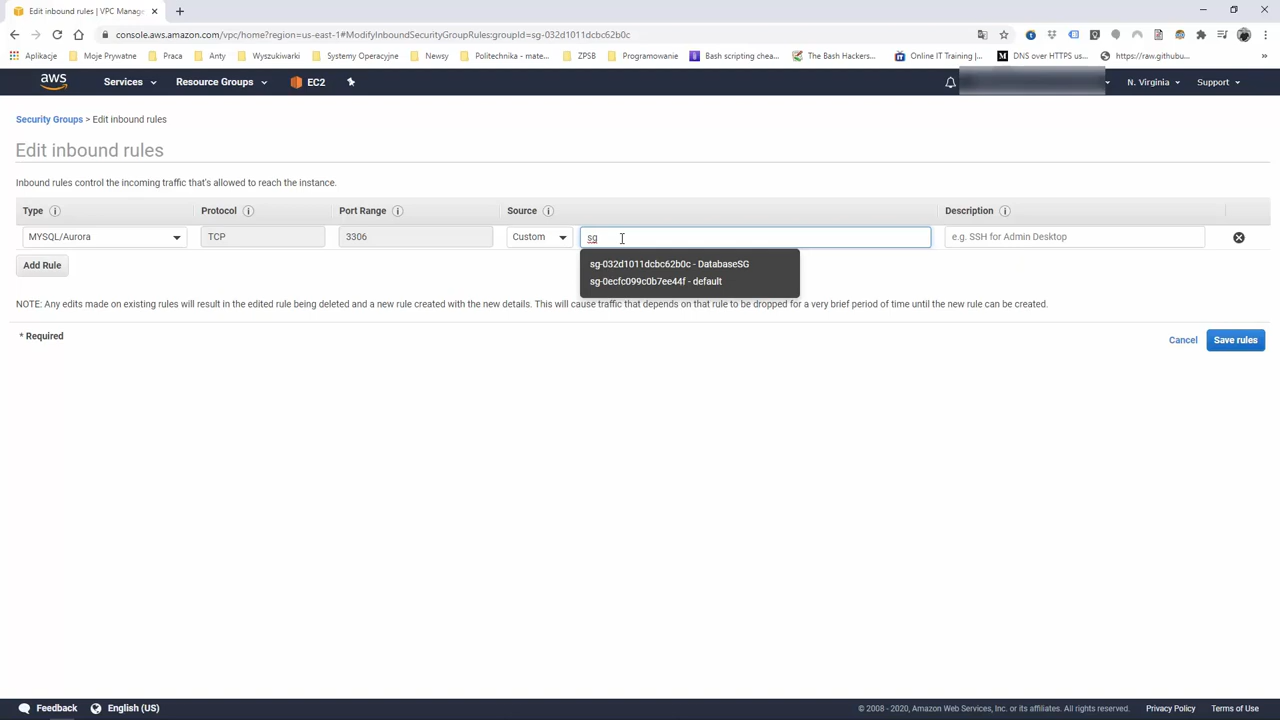 Edit inbound rules | VPC Manag
console.aws.amazon.com/vpc/home?region=us-east-1#ModifyInboundSecurityGroupRules:groupId=sg-032d1011dcbc62b0c
Aplikacje Moje Prywatne Praca Anty Wyszukiwarki Politechnika - mate... ZPSB Programowanie Bash scripting chea... The Bash Hackers... Online IT Training |... DNS over HTTPS us... https://raw.githubu...
Systemy Operacyjne Newsy
aws Services Resource Groups EC2 N. Virginia Support
Security Groups > Edit inbound rules
Edit inbound rules
Inbound rules control the incoming traffic that's allowed to reach the instance.
Type Protocol Port Range Source Description
MYSQL/Aurora TCP 3306 Custom sg e.g. SSH for Admin Desktop
sg-032d1011dcbc62b0c - DatabaseSG
sg-0ecfc099c0b7ee44f - default
Add Rule
NOTE: Any edits made on existing rules will result in the edited rule being deleted and a new rule created with the new details. This will cause traffic that depends on that rule to be dropped for a very brief period of time until the new rule can be created.
* Required
Cancel Save rules
Feedback English (US) © 2008 - 2020, Amazon Web Services, Inc. or its affiliates. All rights reserved. Privacy Policy Terms of Use